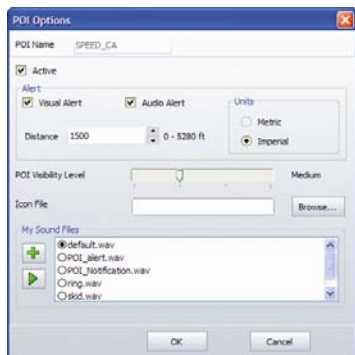 POI Options
POI Name SPEED_CA
Active
Alert
Visual Alert Audio Alert
Units
Metric
Distance 1500 0 - 5280 ft
Imperial
POI Visibility Level Medium
Icon File Browse...
My Sound Files
default.wav
POI_alert.wav
POI_Notification.wav
ring.wav
skid.wav
OK Cancel